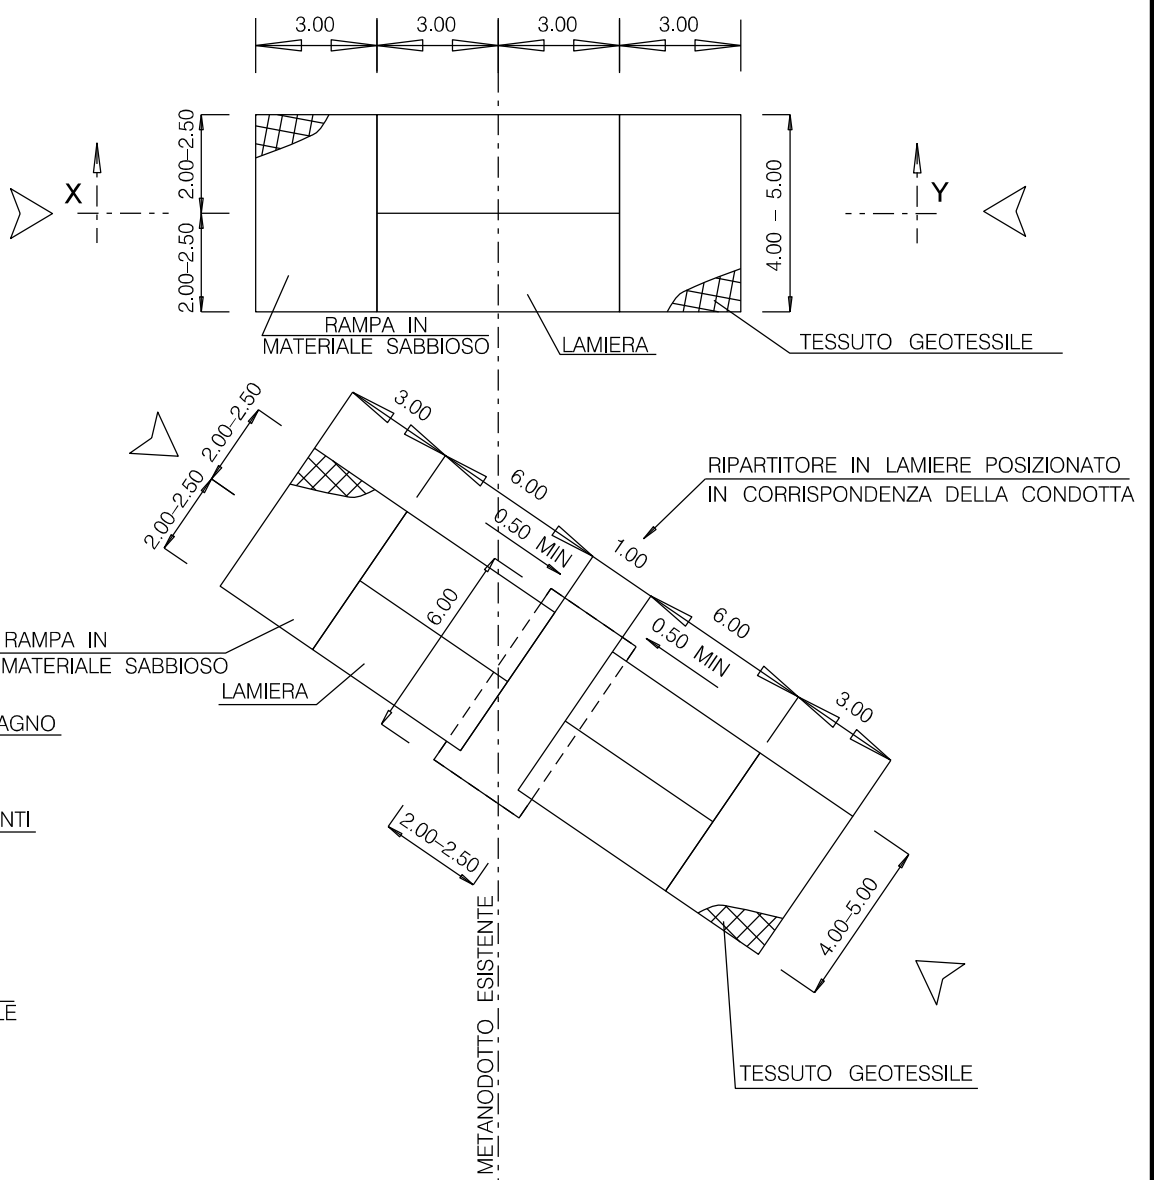 3.00 3.00 3.00 3.00
2.00-2.50
2.00-2.50
X
Y
4.00 - 5.00
RAMPA IN
MATERIALE SABBIOSO
LAMIERA
TESSUTO GEOTESSILE
3.00
2.00-2.50
2.00-2.50
6.00
0.50 MIN
RIPARTITORE IN LAMIERE POSIZIONATO
IN CORRISPONDENZA DELLA CONDOTTA
1.00
6.00
6.00
0.50 MIN
3.00
RAMPA IN
MATERIALE SABBIOSO
LAMIERA
AGNO
NTI
2.00-2.50
4.00-5.00
METANODOTTO ESISTENTE
LE
TESSUTO GEOTESSILE